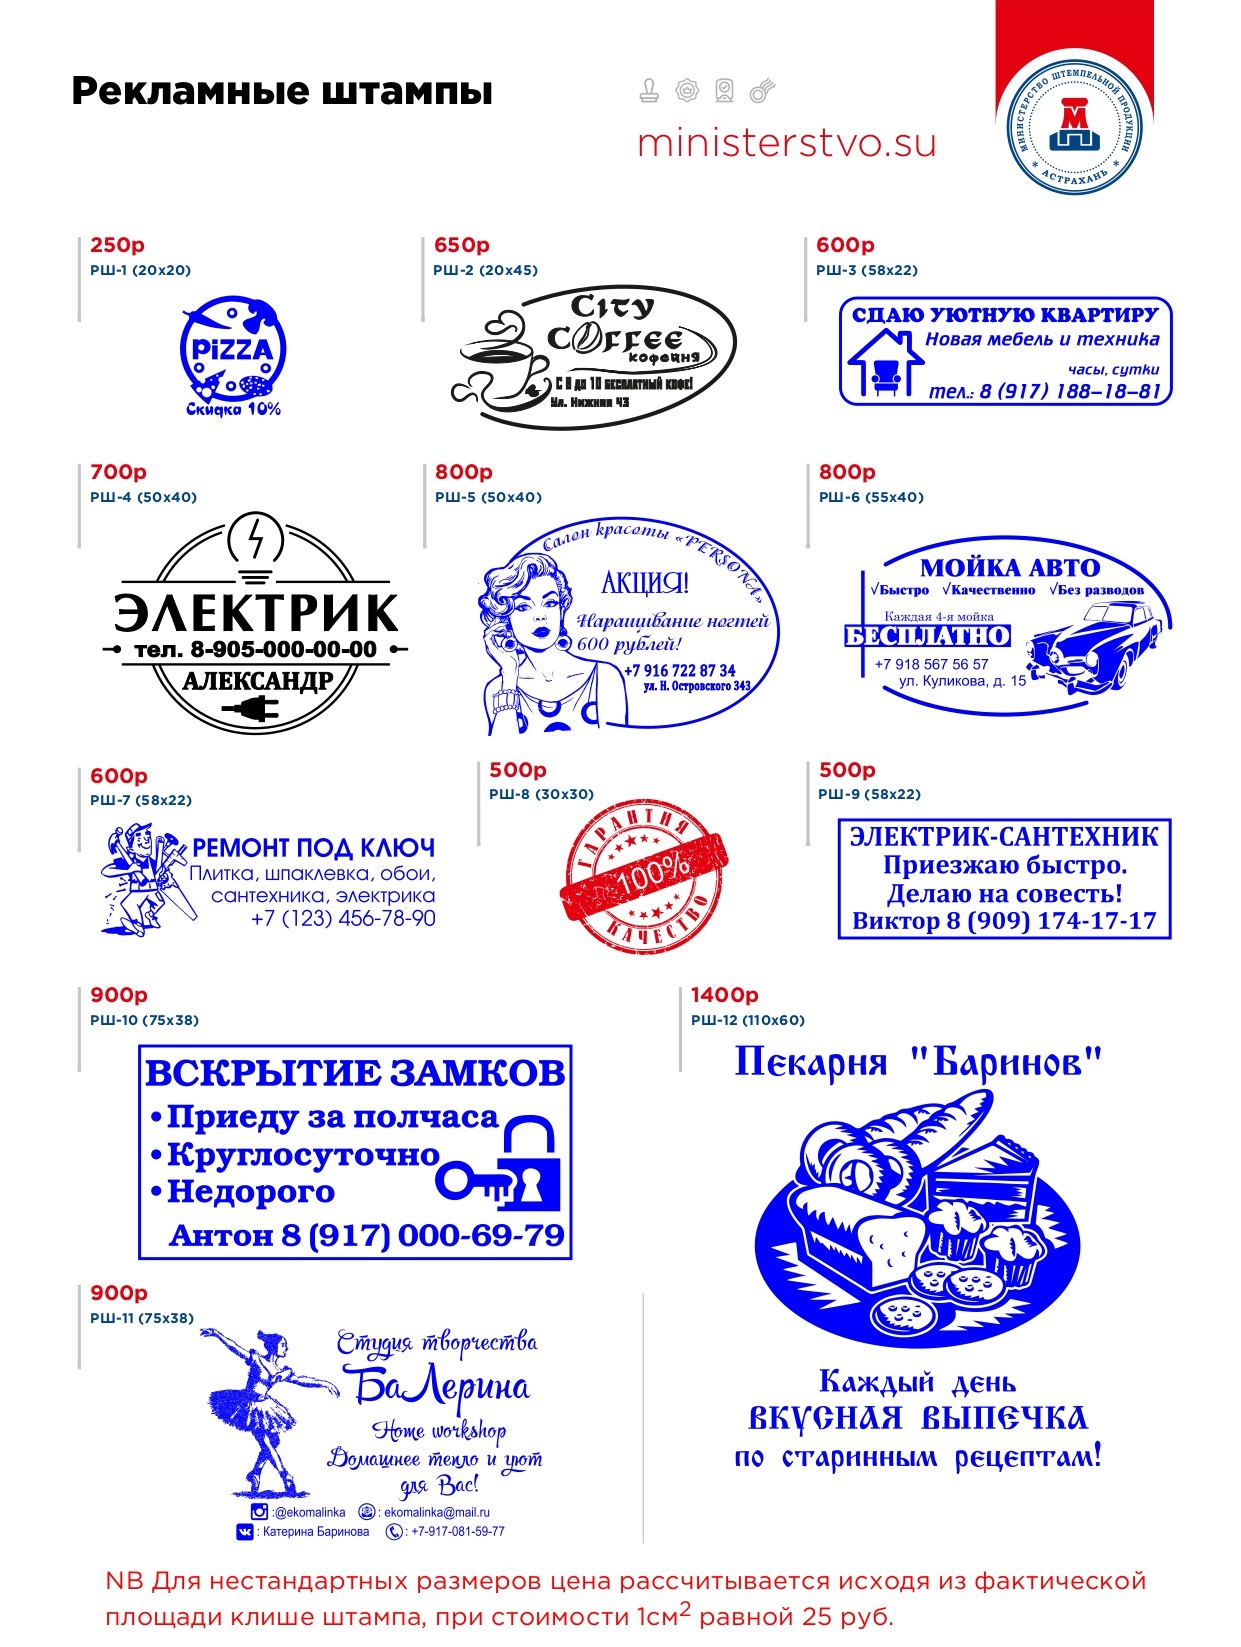 Рекламные штампы
ministerstvo.su
МИНИСТЕРСТВО ШТЕМПЕЛЬНОЙ ПРОДУКЦИИ
* АСТРАХАНЬ *
М
250р
РШ-1 (20х20)
PiZZA
Скидка 10%
650р
РШ-2 (20х45)
City
Coffee
кофейня
С 8 до 10 бесплатный кофе!
Ул. Нижняя 43
600р
РШ-3 (58х22)
СДАЮ УЮТНУЮ КВАРТИРУ
Новая мебель и техника
часы, сутки
тел.: 8 (917) 188–18–81
700р
РШ-4 (50х40)
ЭЛЕКТРИК
тел. 8-905-000-00-00
АЛЕКСАНДР
800р
РШ-5 (50х40)
Салон красоты «PERSONA»
АКЦИЯ!
Наращивание ногтей
600 рублей!
+7 916 722 87 34
ул. Н. Островского 343
800р
РШ-6 (55х40)
МОЙКА АВТО
√Быстро √Качественно √Без разводов
Каждая 4-я мойка
БЕСПЛАТНО
+7 918 567 56 57
ул. Куликова, д. 15
600р
РШ-7 (58х22)
РЕМОНТ ПОД КЛЮЧ
Плитка, шпаклевка, обои,
сантехника, электрика
+7 (123) 456-78-90
500р
РШ-8 (30х30)
ГАРАНТИЯ
100%
КАЧЕСТВО
500р
РШ-9 (58х22)
ЭЛЕКТРИК-САНТЕХНИК
Приезжаю быстро.
Делаю на совесть!
Виктор 8 (909) 174-17-17
900р
РШ-10 (75х38)
ВСКРЫТИЕ ЗАМКОВ
•Приеду за полчаса
•Круглосуточно
•Недорого
Антон 8 (917) 000-69-79
1400р
РШ-12 (110х60)
Пекарня "Баринов"
Каждый день
ВКУСНАЯ ВЫПЕЧКА
по старинным рецептам!
900р
РШ-11 (75х38)
Студия творчества
БаЛерина
Home workshop
Домашнее тепло и уют
для Вас!
:@ekomalinka : ekomalinka@mail.ru
: Катерина Баринова : +7-917-081-59-77
NB Для нестандартных размеров цена рассчитывается исходя из фактической
площади клише штампа, при стоимости 1см² равной 25 руб.